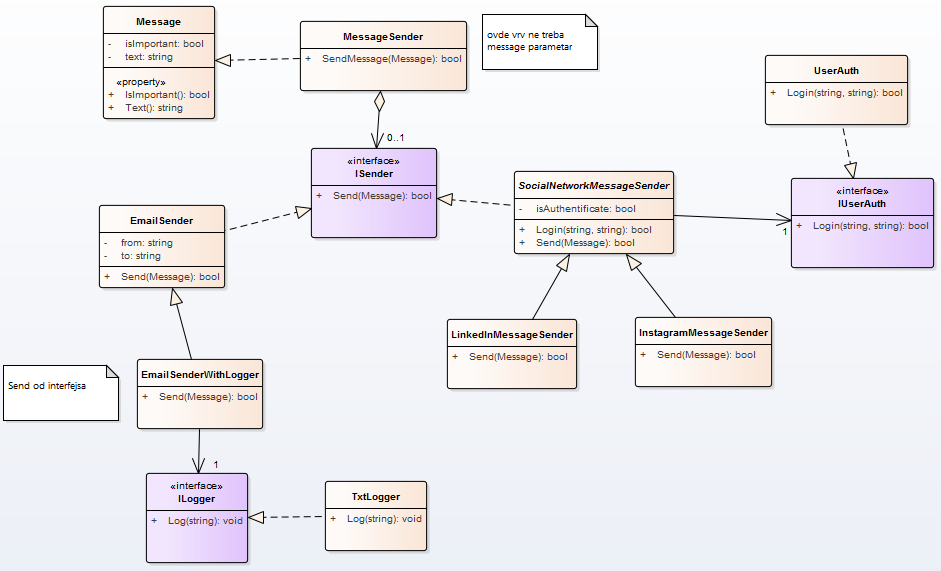 Message
- isImportant: bool
- text: string
«property»
+ IsImportant(): bool
+ Text(): string
MessageSender
+ SendMessage(Message): bool
ovde vrv ne treba
message parametar
UserAuth
+ Login(string, string): bool
0..1
«interface»
ISender
+ Send(Message): bool
SocialNetworkMessageSender
- isAuthentificate: bool
+ Login(string, string): bool
+ Send(Message): bool
1
«interface»
IUserAuth
+ Login(string, string): bool
EmailSender
- from: string
- to: string
+ Send(Message): bool
LinkedInMessageSender
+ Send(Message): bool
InstagramMessageSender
+ Send(Message): bool
Send od interfejsa
EmailSenderWithLogger
+ Send(Message): bool
1
«interface»
ILogger
+ Log(string): void
TxtLogger
+ Log(string): void